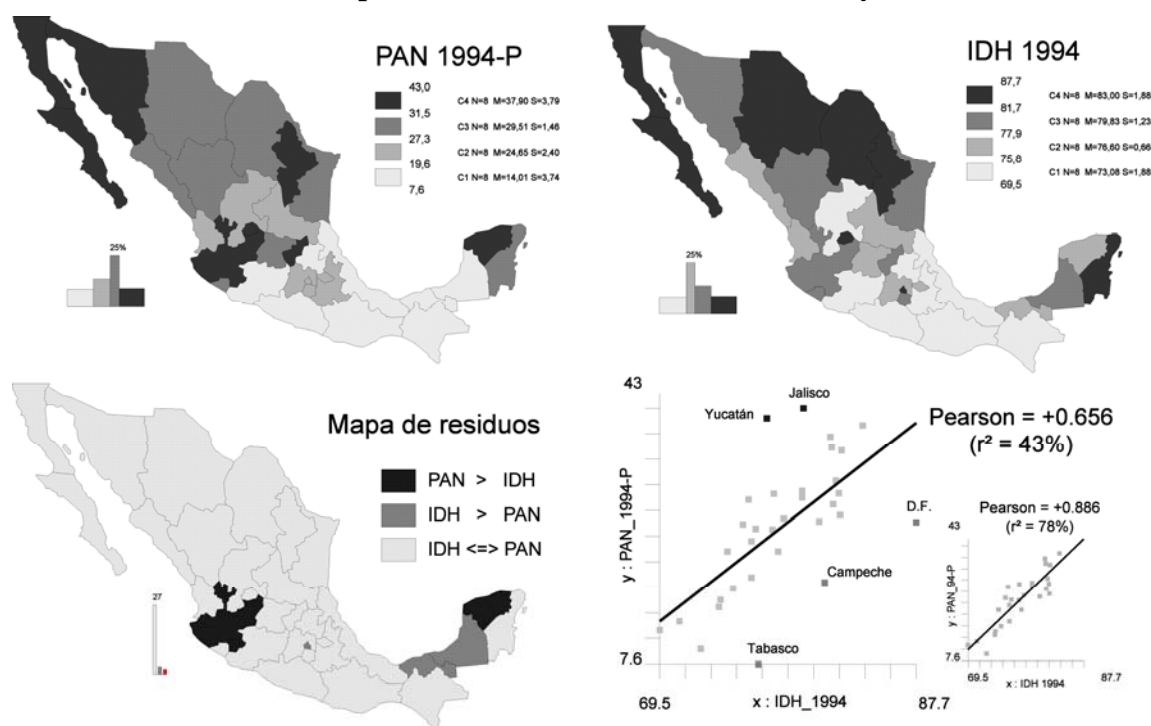 PAN 1994-P
43,0
31,5
27,3
19,6
7,6
C4 N=8 M=37,90 S=3,79
C3 N=8 M=29,51 S=1,46
C2 N=8 M=24,65 S=2,40
C1 N=8 M=14,01 S=3,74
25%
IDH 1994
87,7
81,7
77,9
75,8
69,5
C4 N=8 M=83,00 S=1,88
C3 N=8 M=79,83 S=1,23
C2 N=8 M=76,60 S=0,66
C1 N=8 M=73,08 S=1,88
25%
Mapa de residuos
PAN > IDH
IDH > PAN
IDH <=> PAN
27
43
Jalisco
Yucatán
Pearson = +0.656
(r² = 43%)
y : PAN_1994-P
D.F.
Campeche
Tabasco
7.6
69.5
x : IDH_1994
87.7
Pearson = +0.886
(r² = 78%)
43
y : PAN_94-P
7.6
69.5
87.7
x : IDH 1994